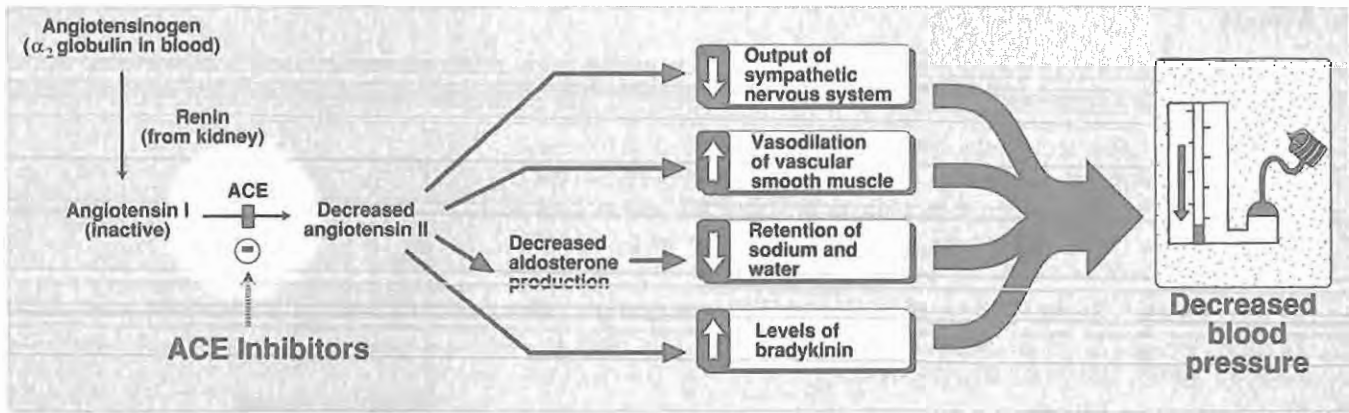 Angiotensinogen
(α₂ globulin in blood)
Renin
(from kidney)
ACE
Angiotensin I
(inactive)
Decreased
angiotensin II
ACE Inhibitors
Decreased
aldosterone
production
Output of
sympathetic
nervous system
Vasodilation
of vascular
smooth muscle
Retention of
sodium and
water
Levels of
bradykinin
Decreased
blood
pressure